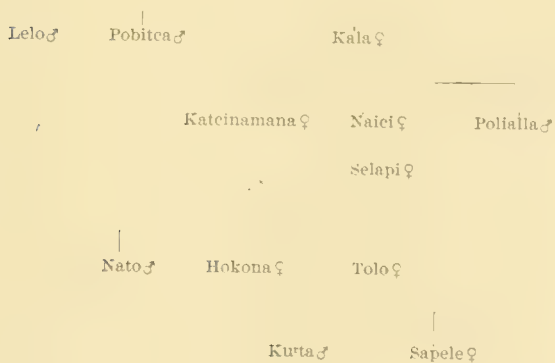 Lelo♂ Pobitca♂ Kala♀
Katcinamana♀ Naici♀ Polialla♂
Selapi♀
Nato♂ Hokona♀ Tolo♀
Kurta♂ Sapele♀